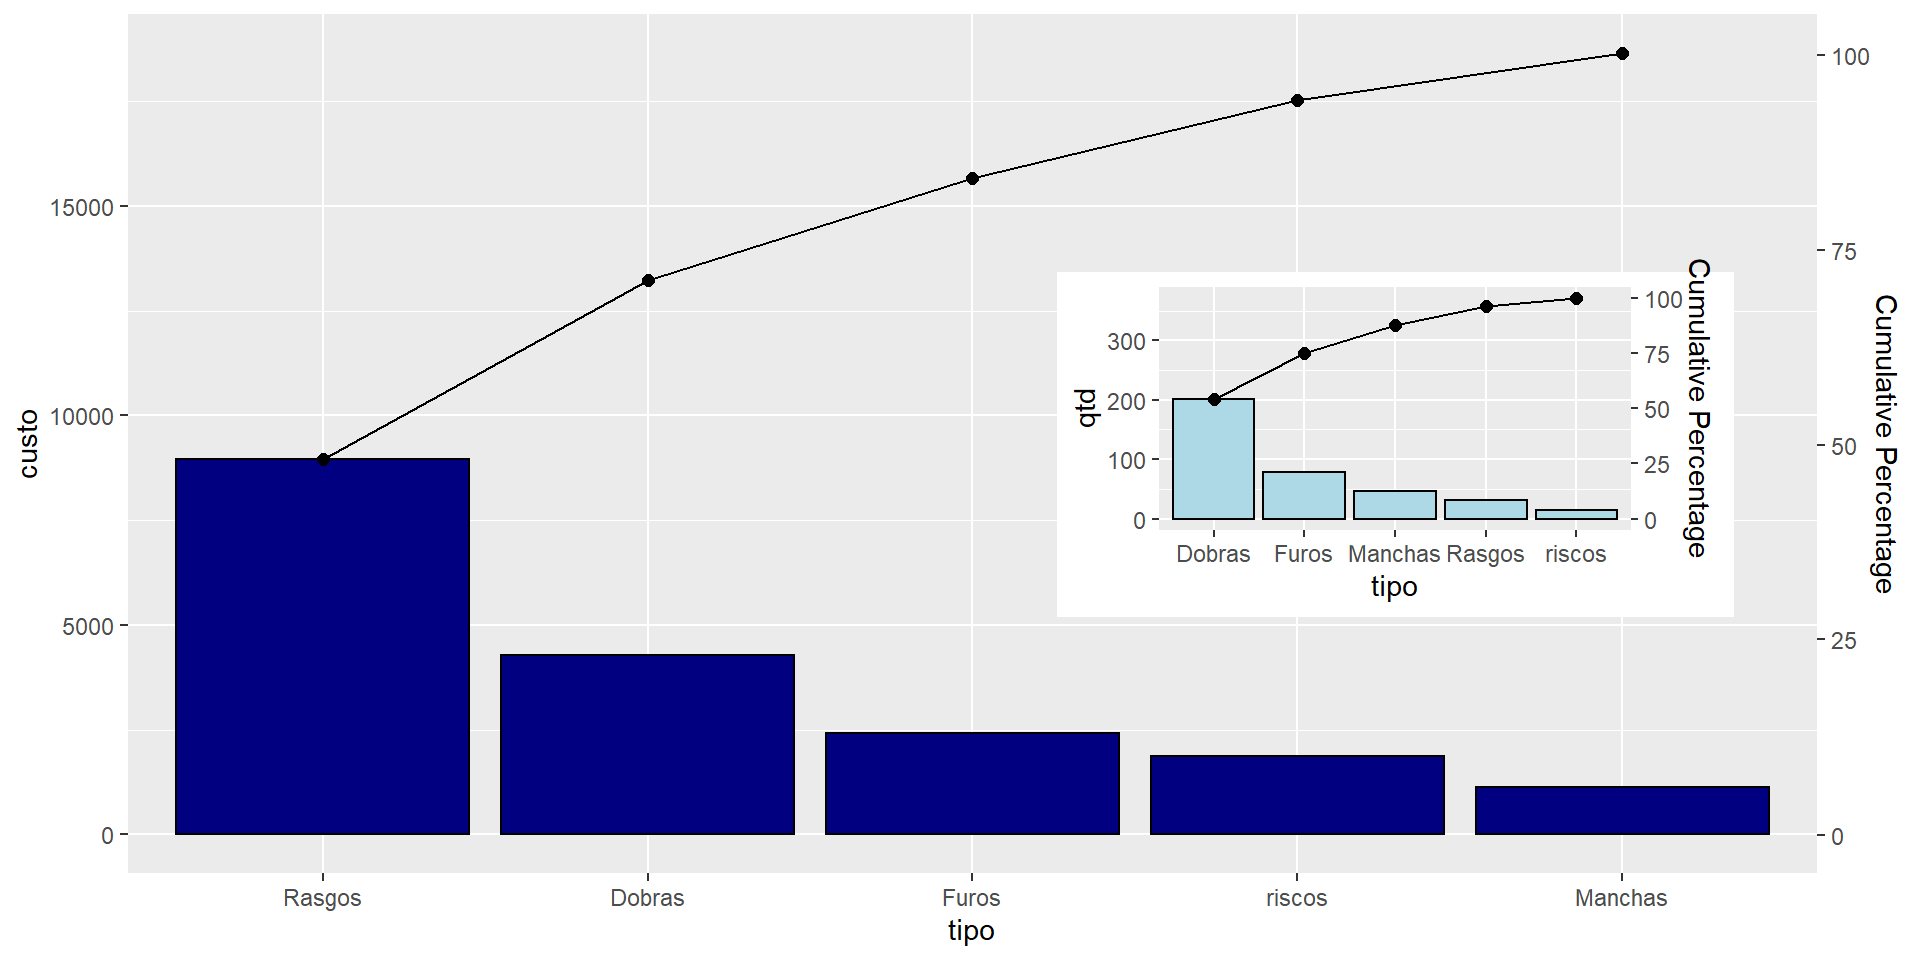 custo
15000
10000
5000
0
Rasgos
Dobras
Furos
riscos
Manchas
tipo
100
75
50
25
0
Cumulative Percentage
qtd
300
200
100
0
Dobras
Furos
Manchas
Rasgos
riscos
tipo
100
75
50
25
0
Cumulative Percentage